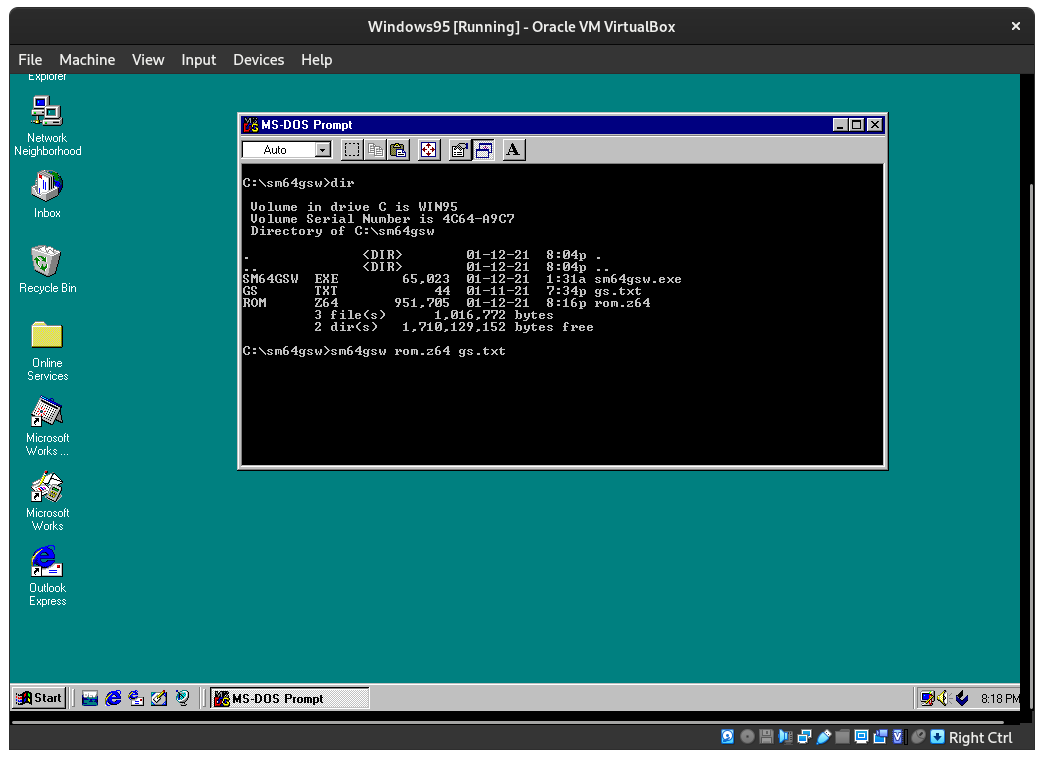 Windows95 [Running] - Oracle VM VirtualBox
File Machine View Input Devices Help
Explorer
Network
Neighborhood
Inbox
Recycle Bin
Online
Services
Microsoft
Works ...
Microsoft
Works
Outlook
Express
MS-DOS Prompt
Auto
A
C:\sm64gsw>dir
Volume in drive C is WIN95
Volume Serial Number is 4C64-A9C7
Directory of C:\sm64gsw
. <DIR> 01-12-21 8:04p .
.. <DIR> 01-12-21 8:04p ..
SM64GSW EXE 65,023 01-12-21 1:31a sm64gsw.exe
GS TXT 44 01-11-21 7:34p gs.txt
ROM Z64 951,705 01-12-21 8:16p rom.z64
3 file(s) 1,016,772 bytes
2 dir(s) 1,710,129,152 bytes free
C:\sm64gsw>sm64gsw rom.z64 gs.txt
Start MS-DOS Prompt 8:18 PM
Right Ctrl